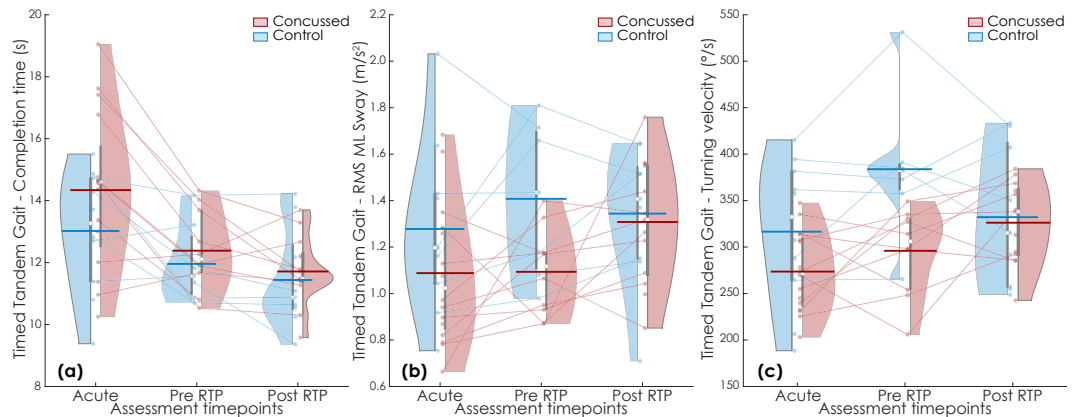 Timed Tandem Gait - Completion time (s)
20
18
16
14
12
10
8
Concussed
Control
(a)
Acute
Pre RTP
Post RTP
Assessment timepoints
Timed Tandem Gait - RMS ML Sway (m/s²)
2.2
2.0
1.8
1.6
1.4
1.2
1.0
0.8
0.6
Concussed
Control
(b)
Acute
Pre RTP
Post RTP
Assessment timepoints
Timed Tandem Gait - Turning velocity (°/s)
550
500
450
400
350
300
250
200
150
Concussed
Control
(c)
Acute
Pre RTP
Post RTP
Assessment timepoints